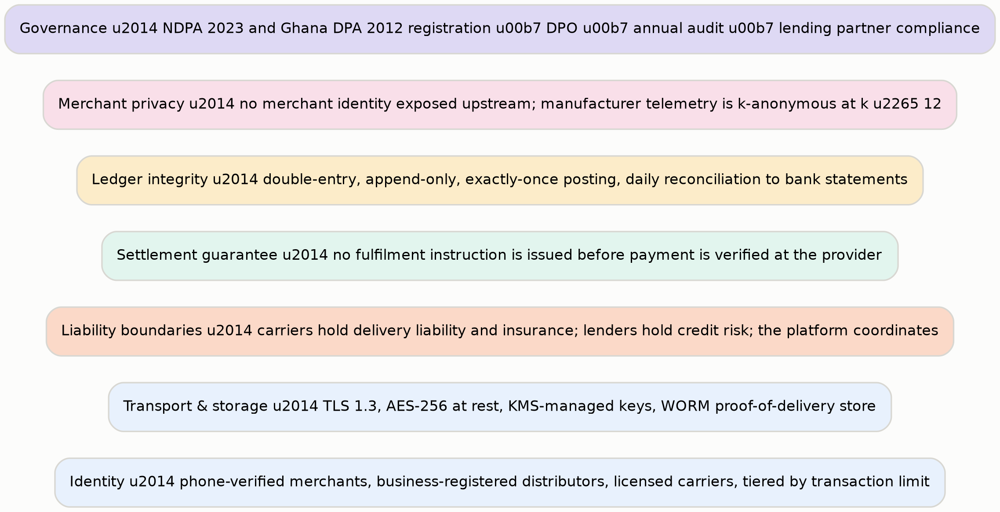 Governance u2014 NDPA 2023 and Ghana DPA 2012 registration u00b7 DPO u00b7 annual audit u00b7 lending partner compliance
Merchant privacy u2014 no merchant identity exposed upstream; manufacturer telemetry is k-anonymous at k u2265 12
Ledger integrity u2014 double-entry, append-only, exactly-once posting, daily reconciliation to bank statements
Settlement guarantee u2014 no fulfilment instruction is issued before payment is verified at the provider
Liability boundaries u2014 carriers hold delivery liability and insurance; lenders hold credit risk; the platform coordinates
Transport & storage u2014 TLS 1.3, AES-256 at rest, KMS-managed keys, WORM proof-of-delivery store
Identity u2014 phone-verified merchants, business-registered distributors, licensed carriers, tiered by transaction limit